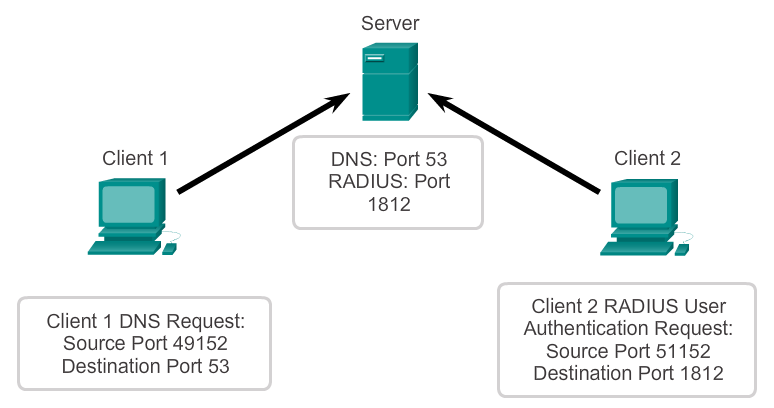 Server
Client 1
DNS: Port 53
RADIUS: Port
1812
Client 2
Client 1 DNS Request:
Source Port 49152
Destination Port 53
Client 2 RADIUS User
Authentication Request:
Source Port 51152
Destination Port 1812